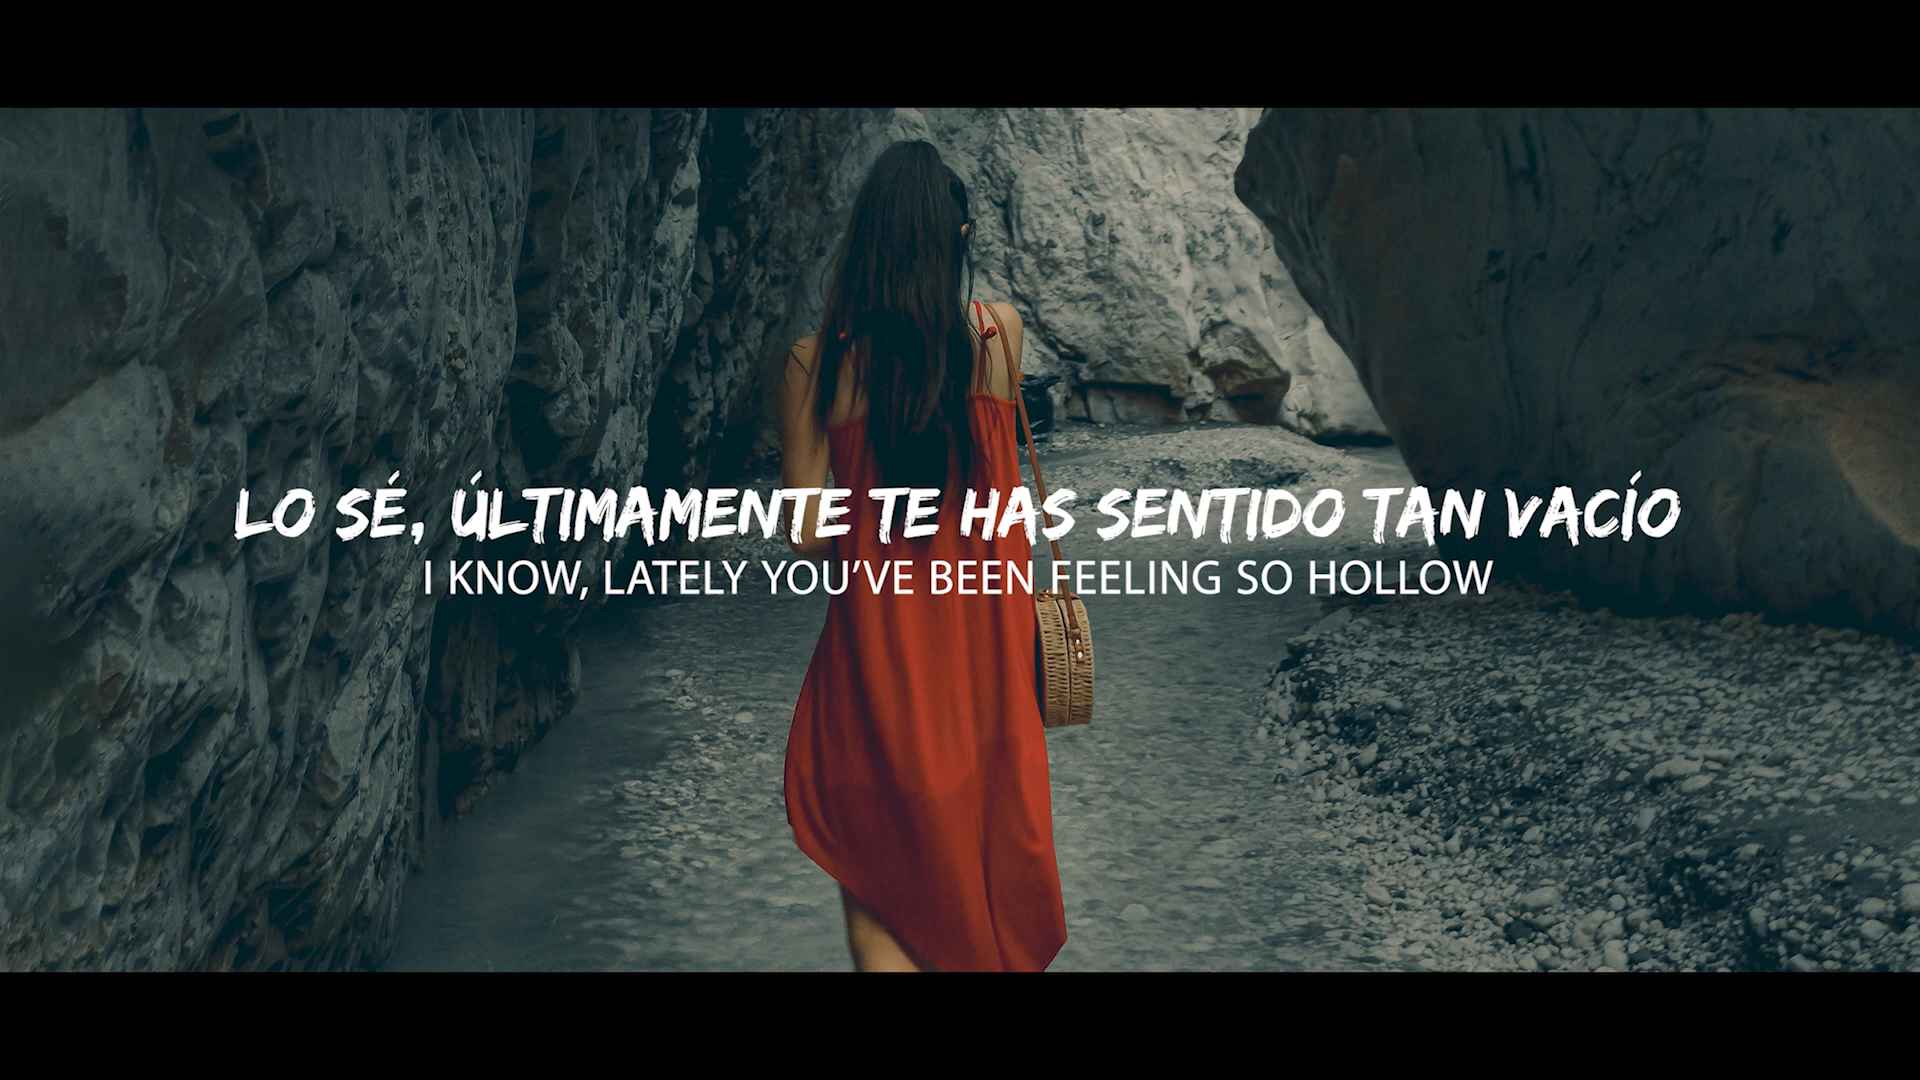 LO SÉ, ÚLTIMAMENTE TE HAS SENTIDO TAN VACÍO
I KNOW, LATELY YOU'VE BEEN FEELING SO HOLLOW